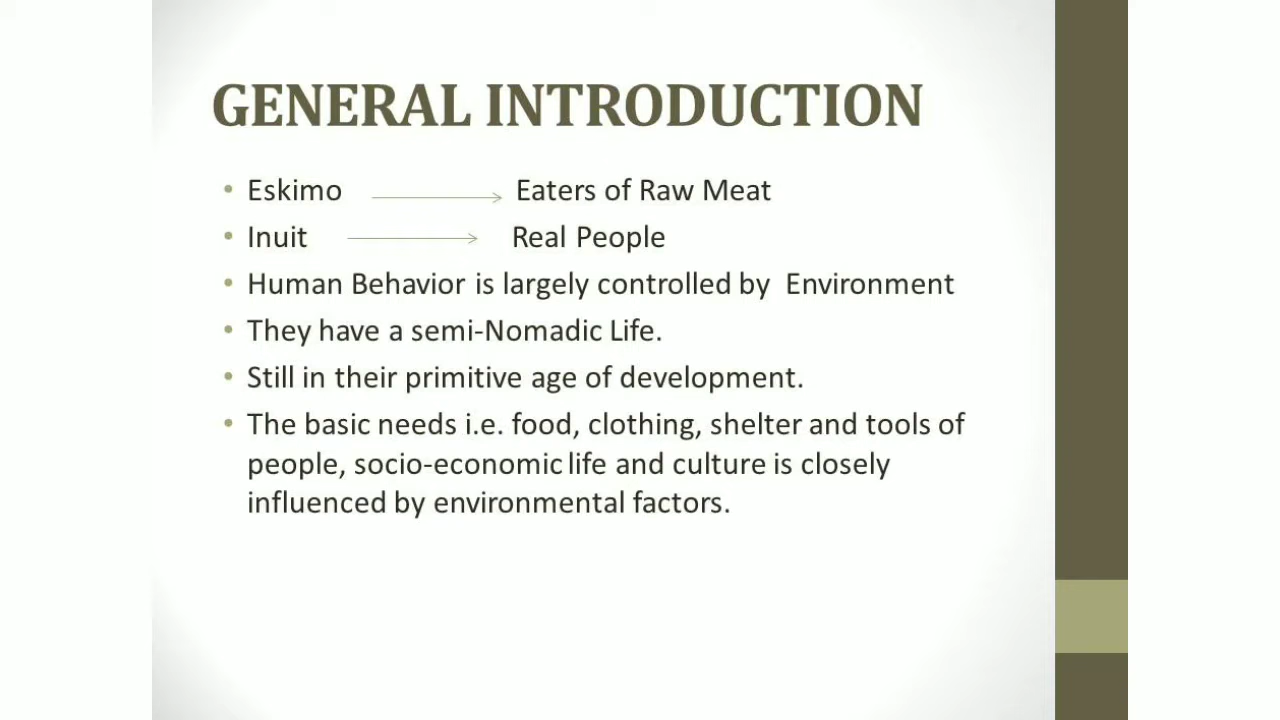 GENERAL INTRODUCTION
• Eskimo → Eaters of Raw Meat
• Inuit → Real People
• Human Behavior is largely controlled by Environment
• They have a semi-Nomadic Life.
• Still in their primitive age of development.
• The basic needs i.e. food, clothing, shelter and tools of
people, socio-economic life and culture is closely
influenced by environmental factors.